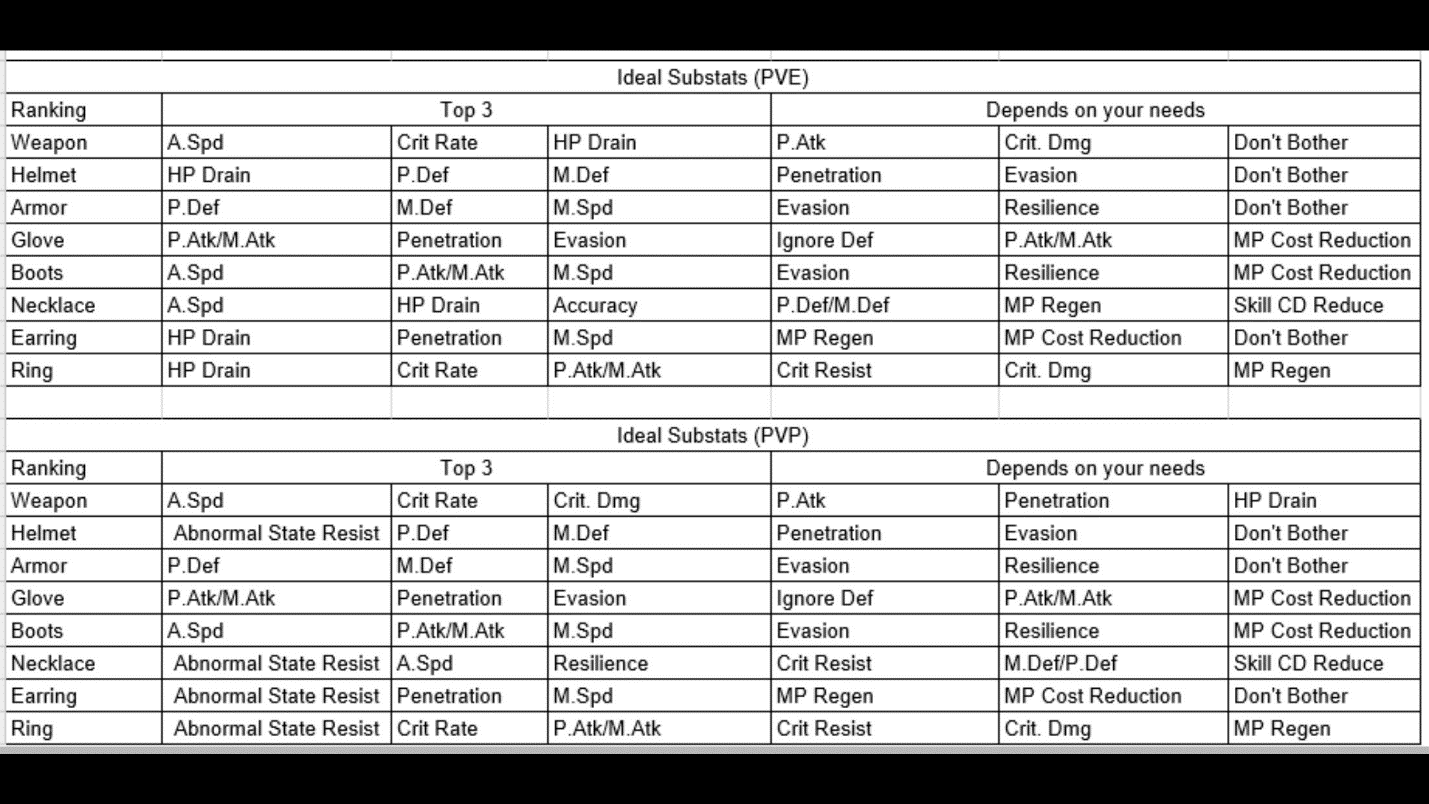 Ideal Substats (PVE)
Ranking Top 3 Depends on your needs
Weapon A.Spd Crit Rate HP Drain P.Atk Crit. Dmg Don't Bother
Helmet HP Drain P.Def M.Def Penetration Evasion Don't Bother
Armor P.Def M.Def M.Spd Evasion Resilience Don't Bother
Glove P.Atk/M.Atk Penetration Evasion Ignore Def P.Atk/M.Atk MP Cost Reduction
Boots A.Spd P.Atk/M.Atk M.Spd Evasion Resilience MP Cost Reduction
Necklace A.Spd HP Drain Accuracy P.Def/M.Def MP Regen Skill CD Reduce
Earring HP Drain Penetration M.Spd MP Regen MP Cost Reduction Don't Bother
Ring HP Drain Crit Rate P.Atk/M.Atk Crit Resist Crit. Dmg MP Regen
Ideal Substats (PVP)
Ranking Top 3 Depends on your needs
Weapon A.Spd Crit Rate Crit. Dmg P.Atk Penetration HP Drain
Helmet Abnormal State Resist P.Def M.Def Penetration Evasion Don't Bother
Armor P.Def M.Def M.Spd Evasion Resilience Don't Bother
Glove P.Atk/M.Atk Penetration Evasion Ignore Def P.Atk/M.Atk MP Cost Reduction
Boots A.Spd P.Atk/M.Atk M.Spd Evasion Resilience MP Cost Reduction
Necklace Abnormal State Resist A.Spd Resilience Crit Resist M.Def/P.Def Skill CD Reduce
Earring Abnormal State Resist Penetration M.Spd MP Regen MP Cost Reduction Don't Bother
Ring Abnormal State Resist Crit Rate P.Atk/M.Atk Crit Resist Crit. Dmg MP Regen